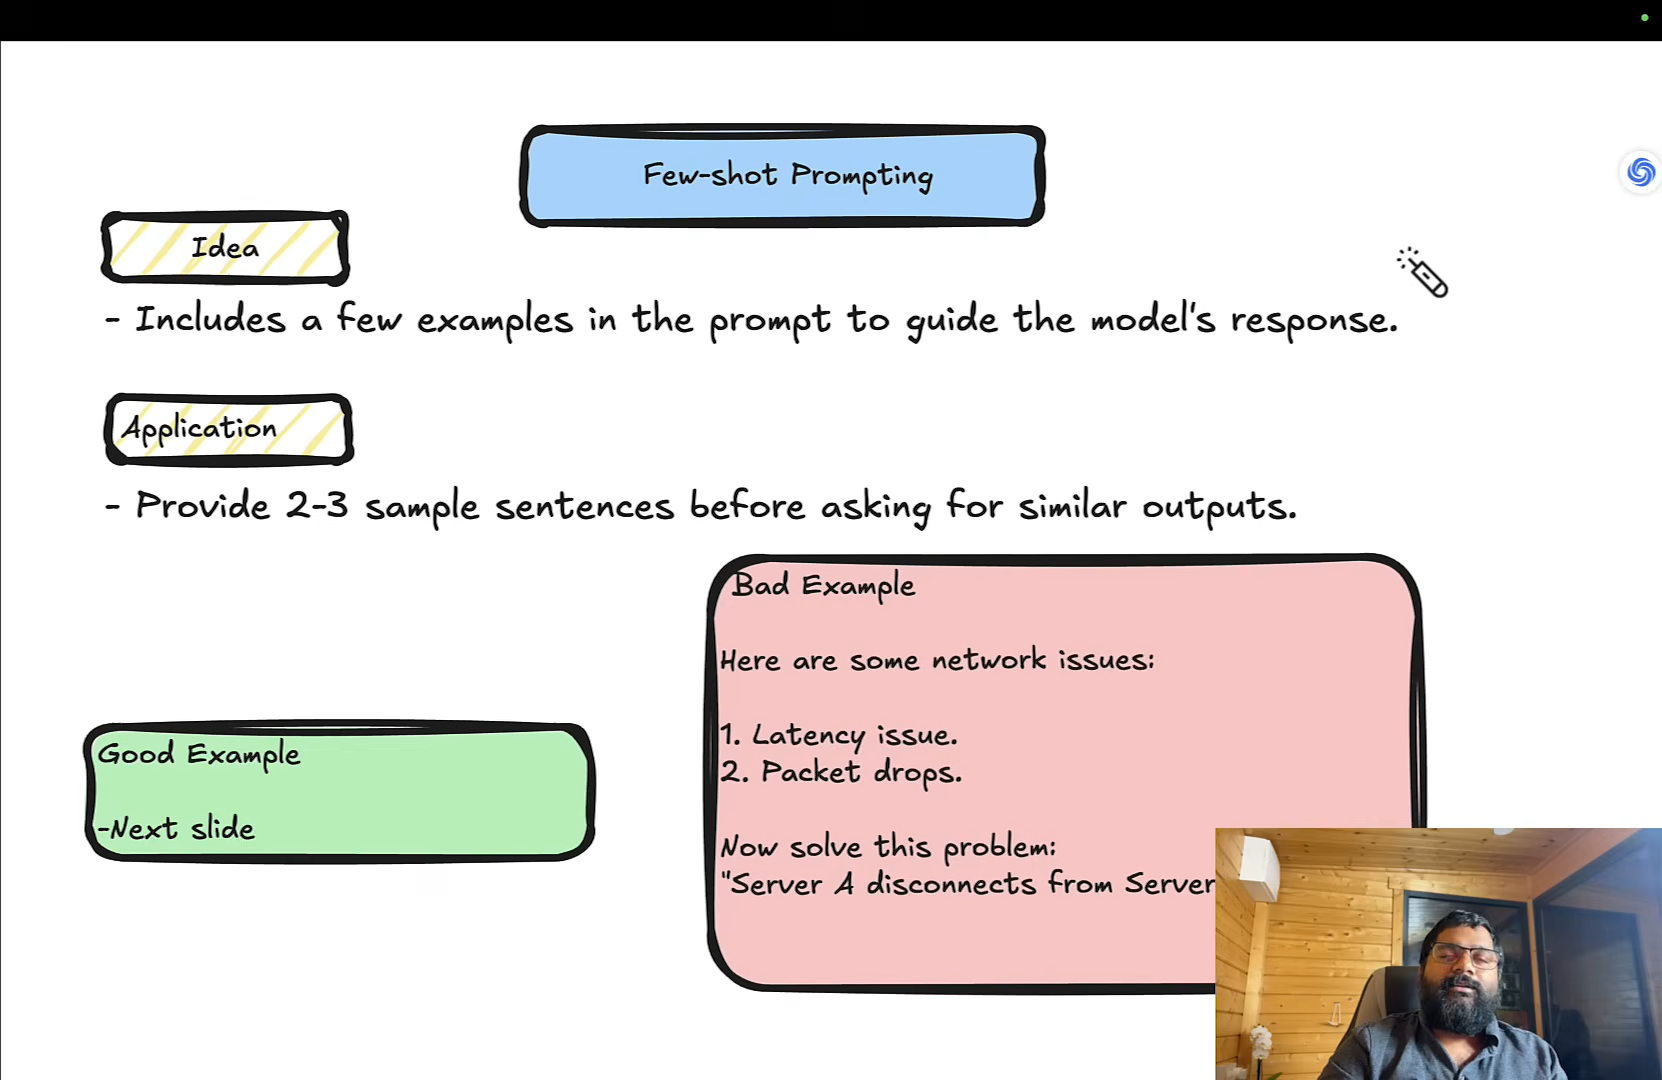 Few-shot Prompting
Idea
- Includes a few examples in the prompt to guide the model's response.
Application
- Provide 2-3 sample sentences before asking for similar outputs.
Good Example
-Next slide
Bad Example
Here are some network issues:
1. Latency issue.
2. Packet drops.
Now solve this problem:
"Server A disconnects from Server